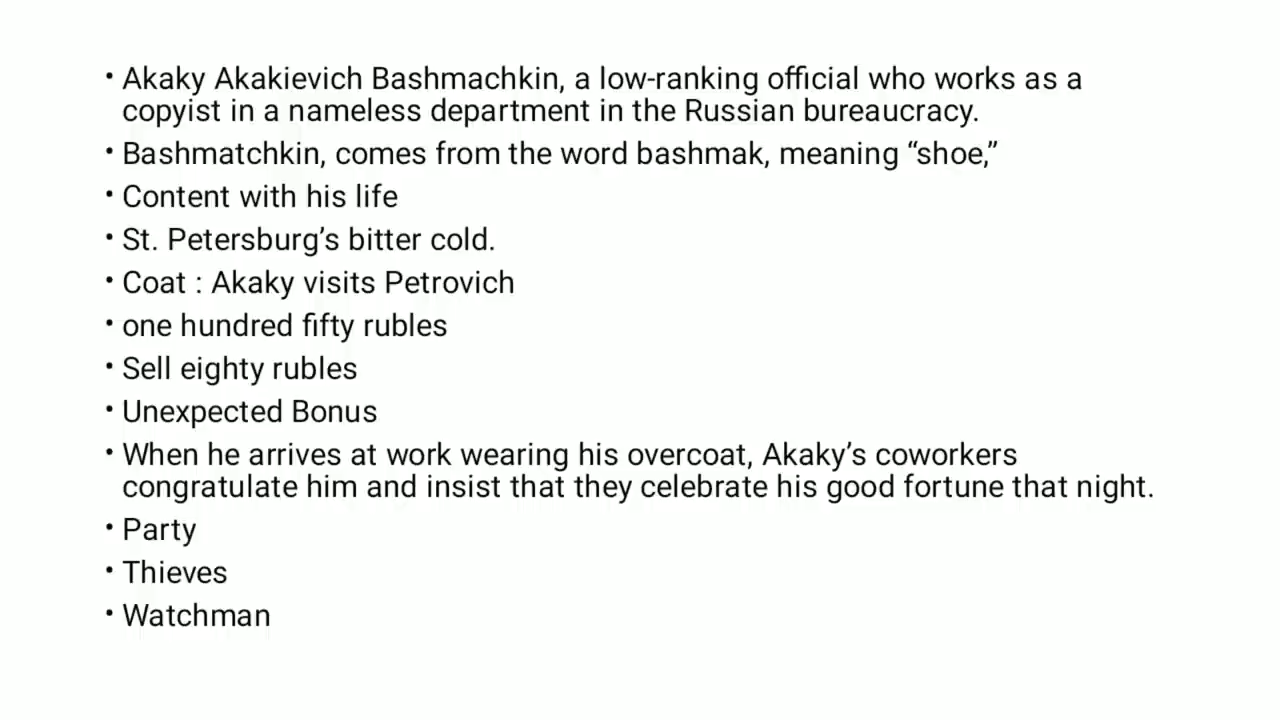 • Akaky Akakievich Bashmachkin, a low-ranking official who works as a
copyist in a nameless department in the Russian bureaucracy.
• Bashmatchkin, comes from the word bashmak, meaning “shoe,”
• Content with his life
• St. Petersburg’s bitter cold.
• Coat : Akaky visits Petrovich
• one hundred fifty rubles
• Sell eighty rubles
• Unexpected Bonus
• When he arrives at work wearing his overcoat, Akaky’s coworkers
congratulate him and insist that they celebrate his good fortune that night.
• Party
• Thieves
• Watchman